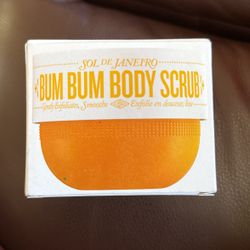 SOL DE JANEIRO
BUM BUM BODY SCRUB
Gently Exfoliates, Smooths Exfolie en douceur, lisse